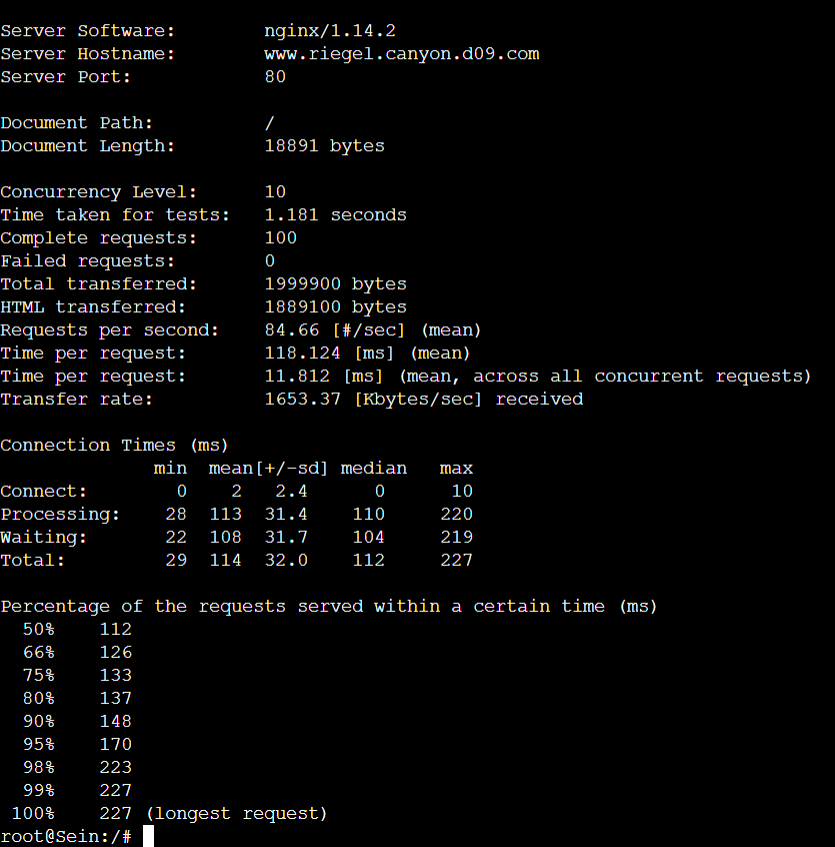 Server Software:        nginx/1.14.2
Server Hostname:        www.riegel.canyon.d09.com
Server Port:            80
Document Path:          /
Document Length:        18891 bytes
Concurrency Level:      10
Time taken for tests:   1.181 seconds
Complete requests:      100
Failed requests:        0
Total transferred:      1999900 bytes
HTML transferred:       1889100 bytes
Requests per second:    84.66 [#/sec] (mean)
Time per request:       118.124 [ms] (mean)
Time per request:       11.812 [ms] (mean, across all concurrent requests)
Transfer rate:          1653.37 [Kbytes/sec] received
Connection Times (ms)
              min  mean[+/-sd] median   max
Connect:        0    2   2.4      0      10
Processing:    28  113  31.4    110     220
Waiting:       22  108  31.7    104     219
Total:         29  114  32.0    112     227
Percentage of the requests served within a certain time (ms)
  50%    112
  66%    126
  75%    133
  80%    137
  90%    148
  95%    170
  98%    223
  99%    227
 100%    227 (longest request)
root@Sein:/#